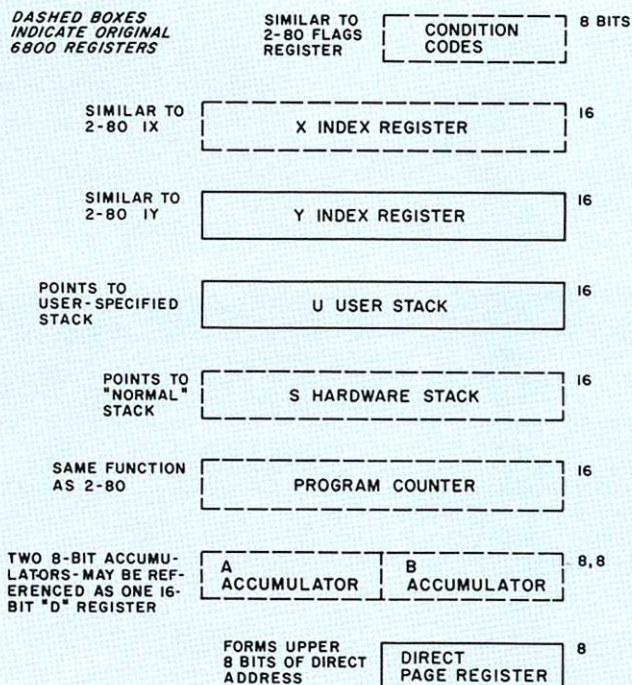 DASHED BOXES
INDICATE ORIGINAL
6800 REGISTERS
SIMILAR TO
2-80 FLAGS
REGISTER
CONDITION
CODES
8 BITS
SIMILAR TO
2-80 IX
X INDEX REGISTER
16
SIMILAR TO
2-80 IY
Y INDEX REGISTER
16
POINTS TO
USER-SPECIFIED
STACK
U USER STACK
16
POINTS TO
"NORMAL"
STACK
S HARDWARE STACK
16
SAME FUNCTION
AS 2-80
PROGRAM COUNTER
16
TWO 8-BIT ACCUMU-
LATORS-MAY BE REF-
ERENCED AS ONE 16-
BIT "D" REGISTER
A
ACCUMULATOR
B
ACCUMULATOR
8,8
FORMS UPPER
8 BITS OF DIRECT
ADDRESS
DIRECT
PAGE REGISTER
8